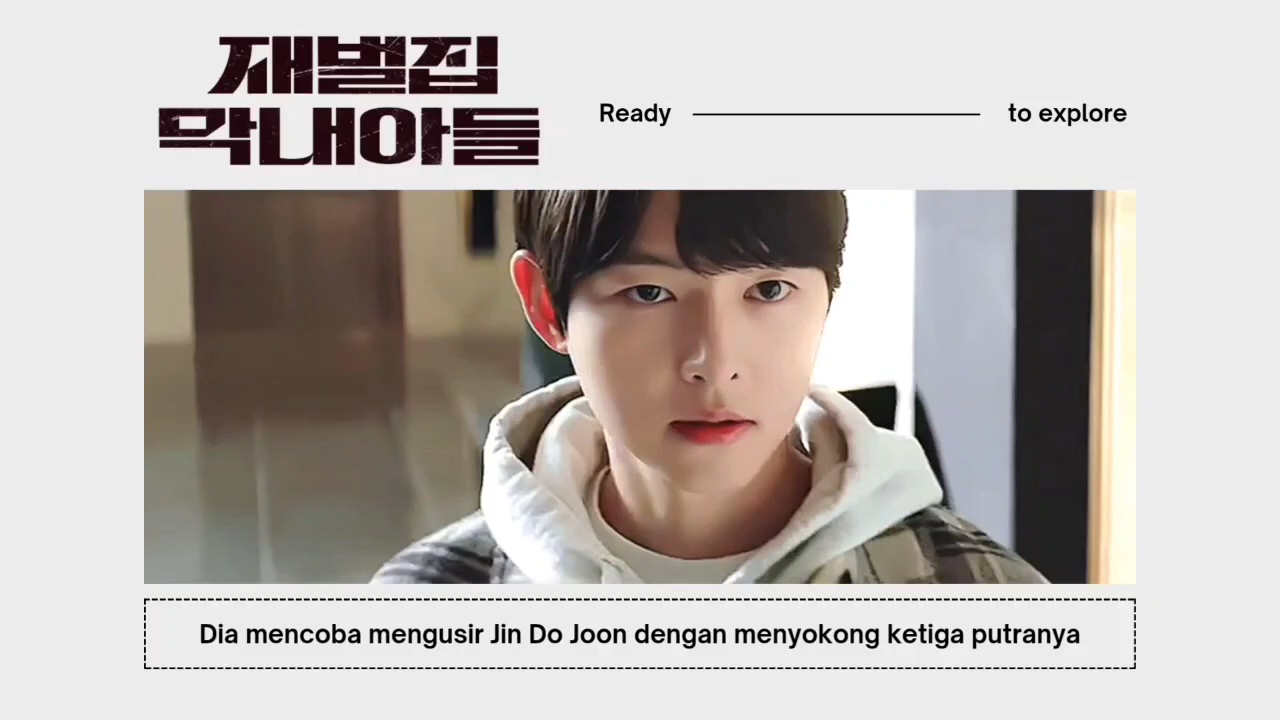 재벌집
막내아들
Ready to explore
Dia mencoba mengusir Jin Do Joon dengan menyokong ketiga putranya